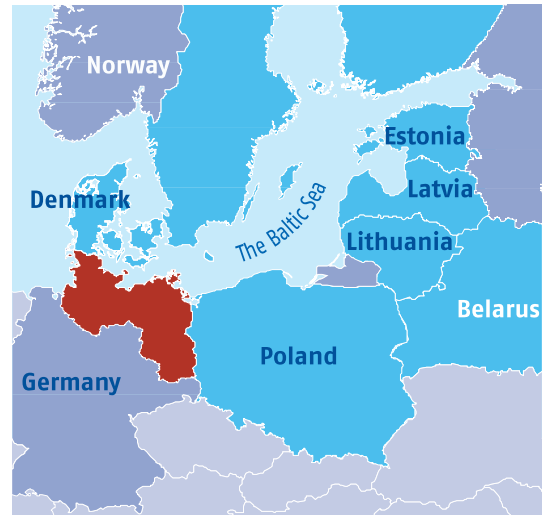 Norway
Estonia
Denmark
Latvia
The Baltic Sea
Lithuania
Belarus
Poland
Germany